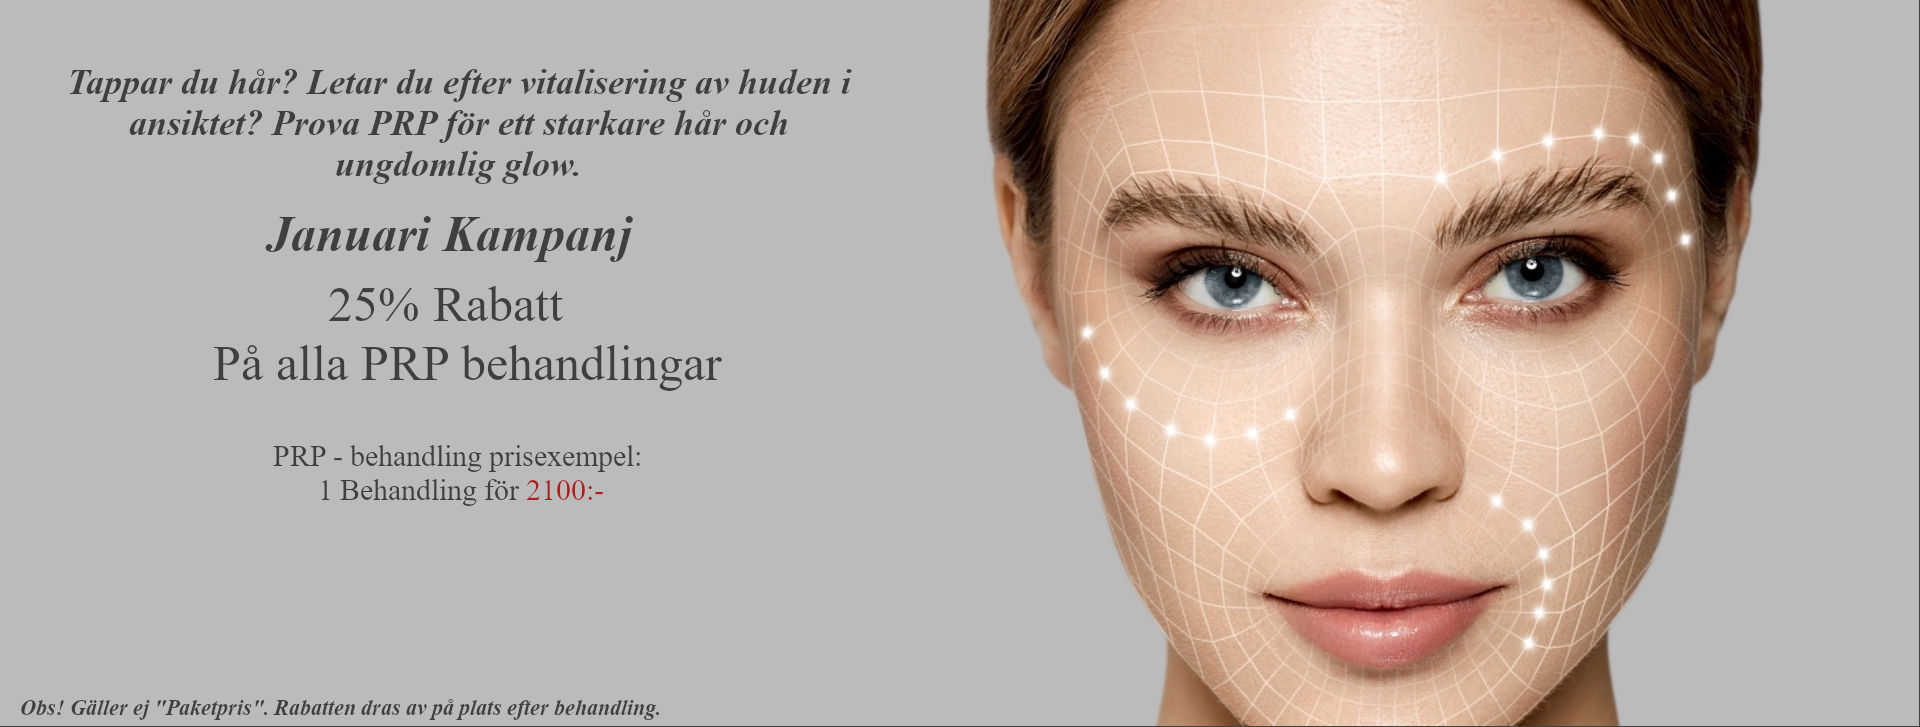 Tappar du hår? Letar du efter vitalisering av huden i
ansiktet? Prova PRP för ett starkare hår och
ungdomlig glow.
Januari Kampanj
25% Rabatt
På alla PRP behandlingar
PRP - behandling prisexempel:
1 Behandling för 2100:-
Obs! Gäller ej "Paketpris". Rabatten dras av på plats efter behandling.